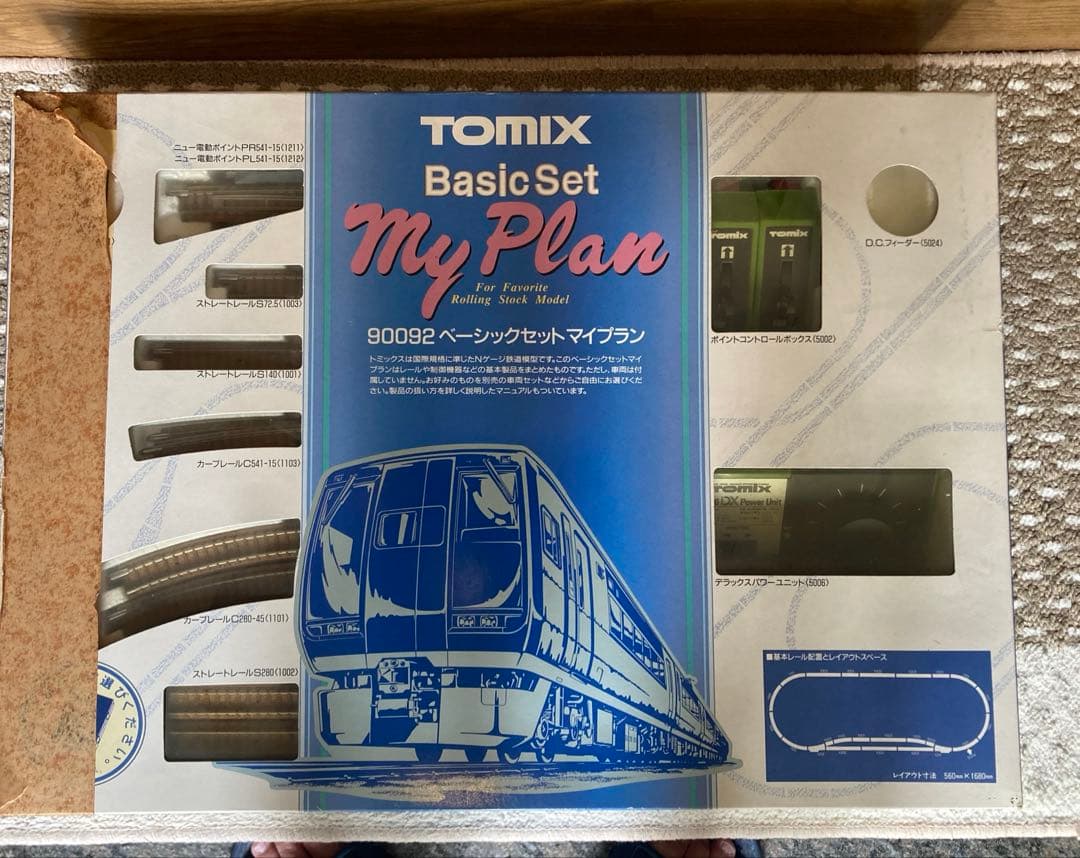 TOMIX
Basic Set
My Plan
For Favorite
Rolling Stock Model
90092 ベーシックセット マイプラン
トミックスは国際規格に準じたNゲージ鉄道模型です。このベーシックセットマイ
プランはレールや制御機器などの基本製品をまとめたものです。ただし、車両は付
属していません。お好みのものを別売の車両セットなどからご自由にお選びくだ
さい。製品の扱い方を詳しく説明したマニュアルもついています。
ニュー電動ポイントPR541-15(1211)
ニュー電動ポイントPL541-15(1212)
ストレートレールS72.5(1003)
ストレートレールS140(1001)
カーブレールC541-15(1103)
カーブレールC280-45(1101)
ストレートレールS280(1002)
選びください。
TOMIX
TOMIX
ポイントコントロールボックス(5002)
D.C.フィーダー(5024)
TOMIX
DX Power Unit
デラックスパワーユニット(5006)
■基本レール配置とレイアウトスペース
レイアウト寸法 560mm×1680mm